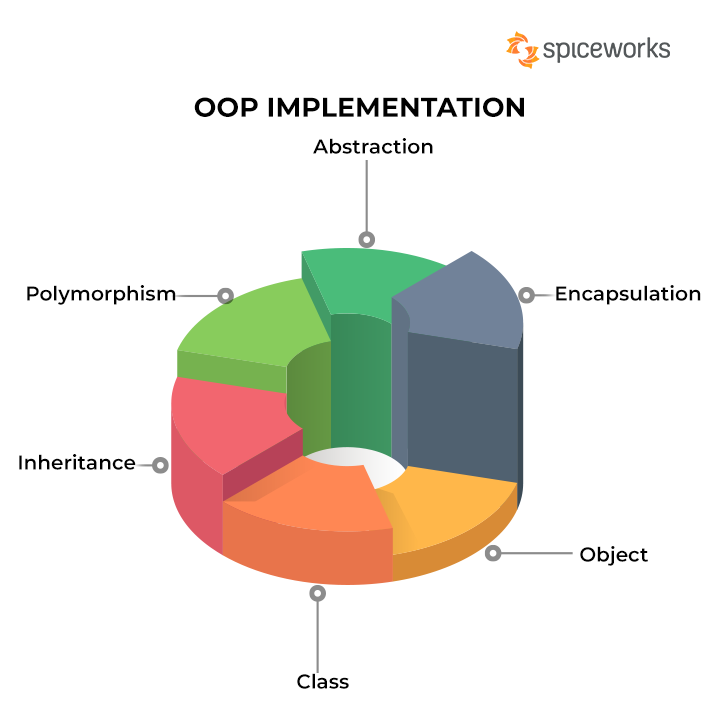 spiceworks
OOP IMPLEMENTATION
Abstraction
Polymorphism
Encapsulation
Inheritance
Object
Class